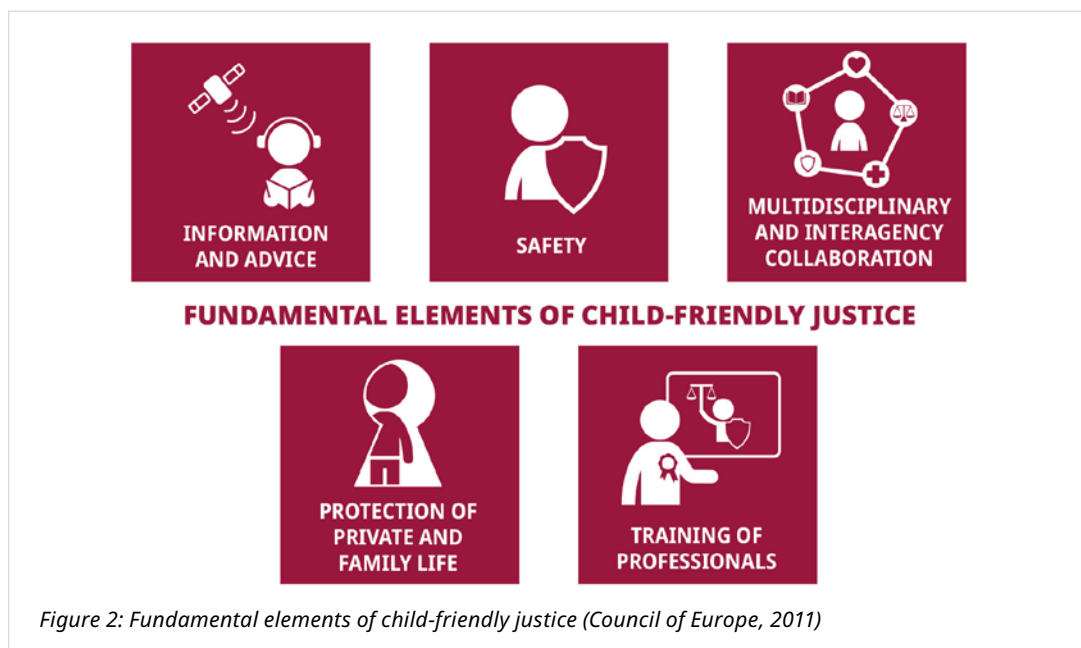 INFORMATION
AND ADVICE
SAFETY
MULTIDISCIPLINARY
AND INTERAGENCY
COLLABORATION
FUNDAMENTAL ELEMENTS OF CHILD-FRIENDLY JUSTICE
PROTECTION OF
PRIVATE AND
FAMILY LIFE
TRAINING OF
PROFESSIONALS
Figure 2: Fundamental elements of child-friendly justice (Council of Europe, 2011)